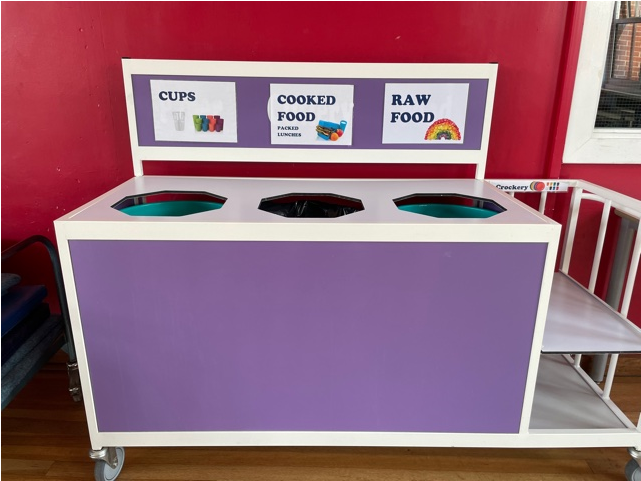 CUPS
COOKED
FOOD
PACKED
LUNCHES
RAW
FOOD
Crockery